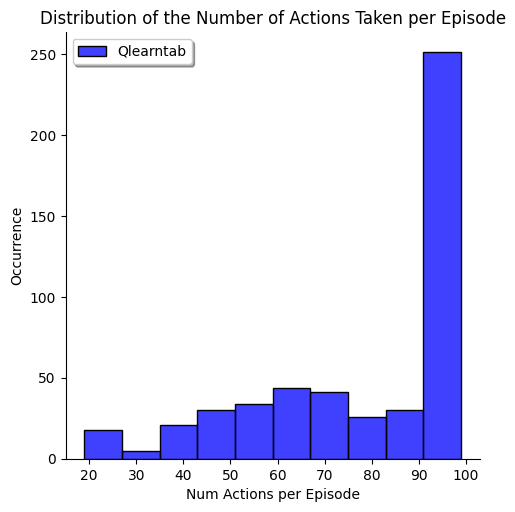 Distribution of the Number of Actions Taken per Episode
Qlearntab
250
200
150
100
50
0
Occurrence
20 30 40 50 60 70 80 90 100
Num Actions per Episode